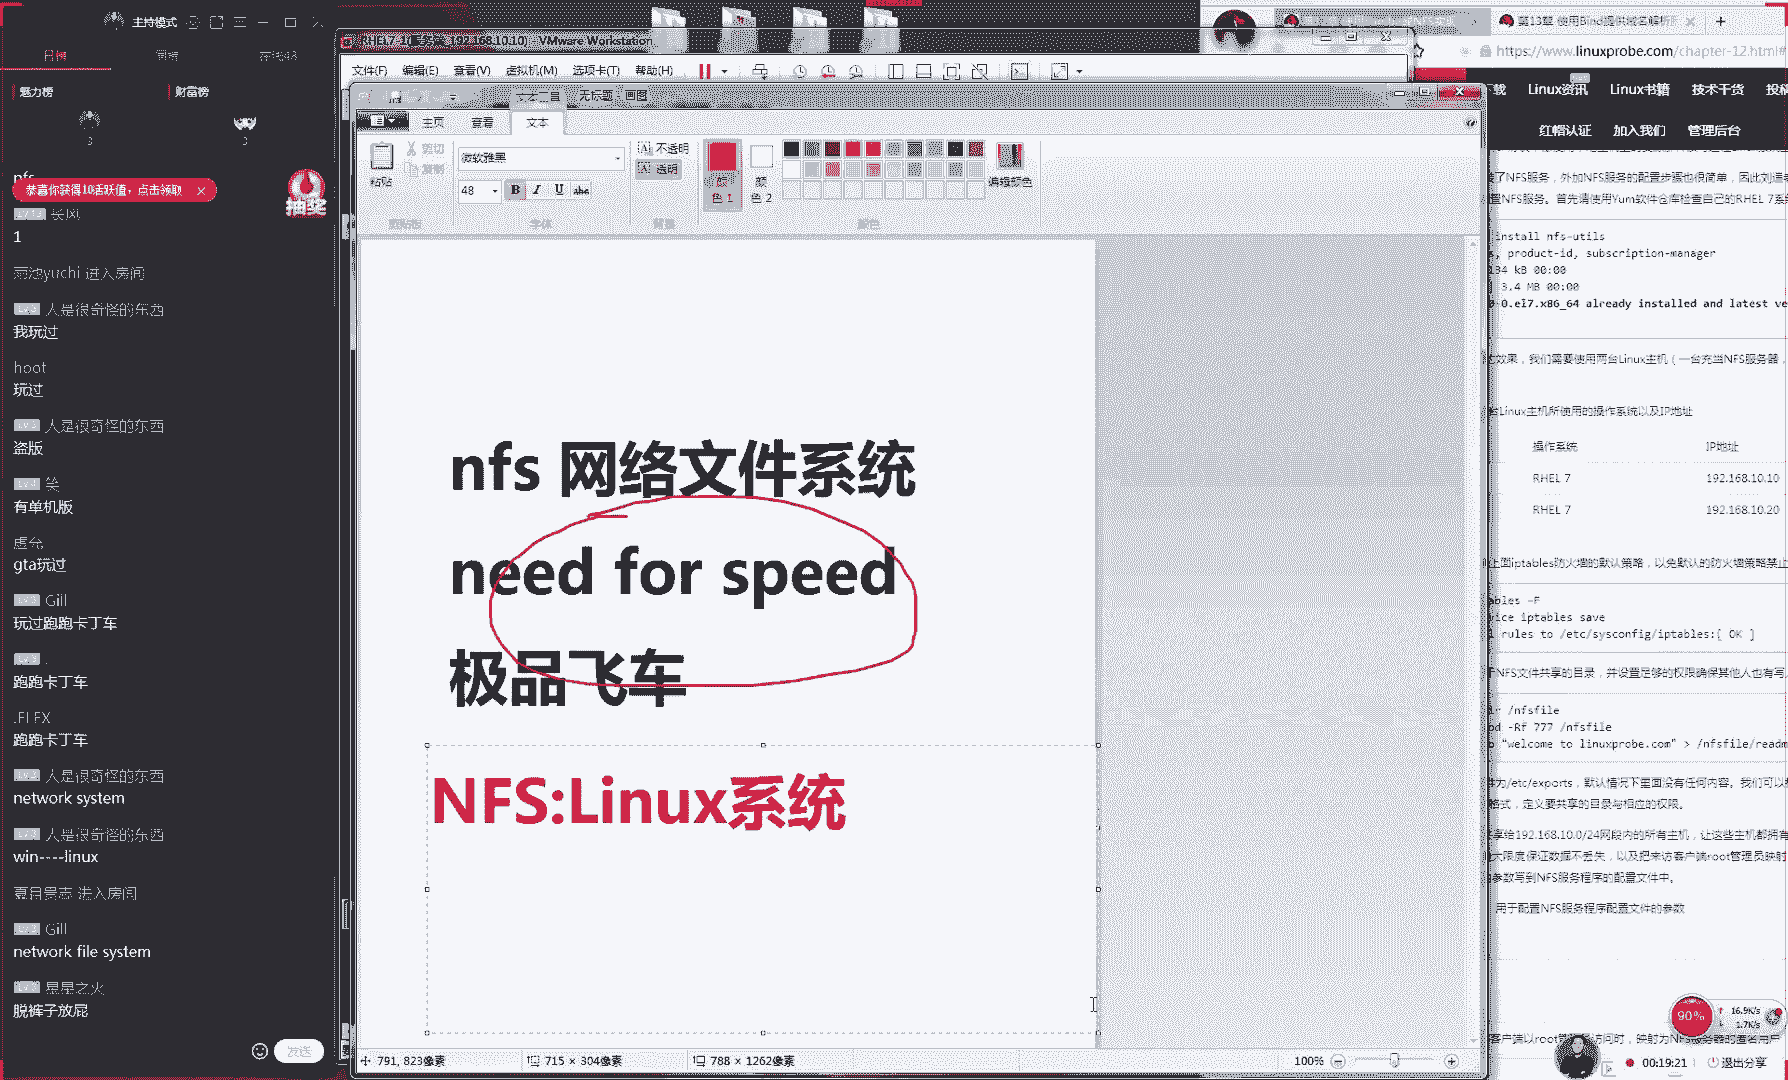 主持模式
日榜
周榜
在线48
魅力榜
财富榜
3
3
nfs
恭喜你获得10活跃值，点击领取
抽奖
长风
1
雨池yuchi 进入房间
人是很奇怪的东西
我玩过
hoot
玩过
人是很奇怪的东西
盗版
笑
有单机版
虚充
gta玩过
Gill
玩过跑跑卡丁车
.
跑跑卡丁车
.FLEX
跑跑卡丁车
人是很奇怪的东西
network system
人是很奇怪的东西
win----linux
夏目贵志 进入房间
Gill
network file system
星星之火
脱裤子放屁
发送
VMware Workstation
文件(F) 编辑(E) 查看(V) 虚拟机(M) 选项卡(T) 帮助(H)
文本工具 无标题 - 画图
主页 查看 文本
粘贴
剪切
复制
微软雅黑
48
B I U abc
不透明
透明
颜色 1
颜色 2
编辑颜色
剪贴板 字体 背景 颜色
nfs 网络文件系统
need for speed
极品飞车
NFS:Linux系统
791, 823像素
715 × 304像素
788 × 1262像素
100%
第13章 使用Bind提供域名解析
https://www.linuxprobe.com/chapter-12.html#
下载 Linux资讯 Linux书籍 技术干货 投稿
红帽认证 加入我们 管理后台
了NFS服务，外加NFS服务的配置步骤也很简单，因此刘遄老
置NFS服务。首先请使用Yum软件仓库检查自己的RHEL 7系
install nfs-utils
, product-id, subscription-manager
134 kB 00:00
3.4 MB 00:00
0.el7.x86_64 already installed and latest ve
效果，我们需要使用两台Linux主机（一台充当NFS服务器，
台Linux主机所使用的操作系统以及IP地址
操作系统 IP地址
RHEL 7 192.168.10.10
RHEL 7 192.168.10.20
上面iptables防火墙的默认策略，以免默认的防火墙策略禁止
ables -F
vice iptables save
l rules to /etc/sysconfig/iptables:[ OK ]
于NFS文件共享的目录，并设置足够的权限确保其他人也有写
ir /nfsfile
od -Rf 777 /nfsfile
o "welcome to linuxprobe.com" > /nfsfile/readm
件为/etc/exports，默认情况下里面没有任何内容。我们可以按
格式，定义要共享的目录与相应的权限。
共享给192.168.10.0/24网段内的所有主机，让这些主机都拥有
最大限度保证数据不丢失，以及把来访客户端root管理员映射
参数写到NFS服务程序的配置文件中。
用于配置NFS服务程序配置文件的参数
客户端以root管理员访问时，映射为NFS服务器的匿名用户
90%
16.9K/s
1.7K/s
00:19:21
退出分享